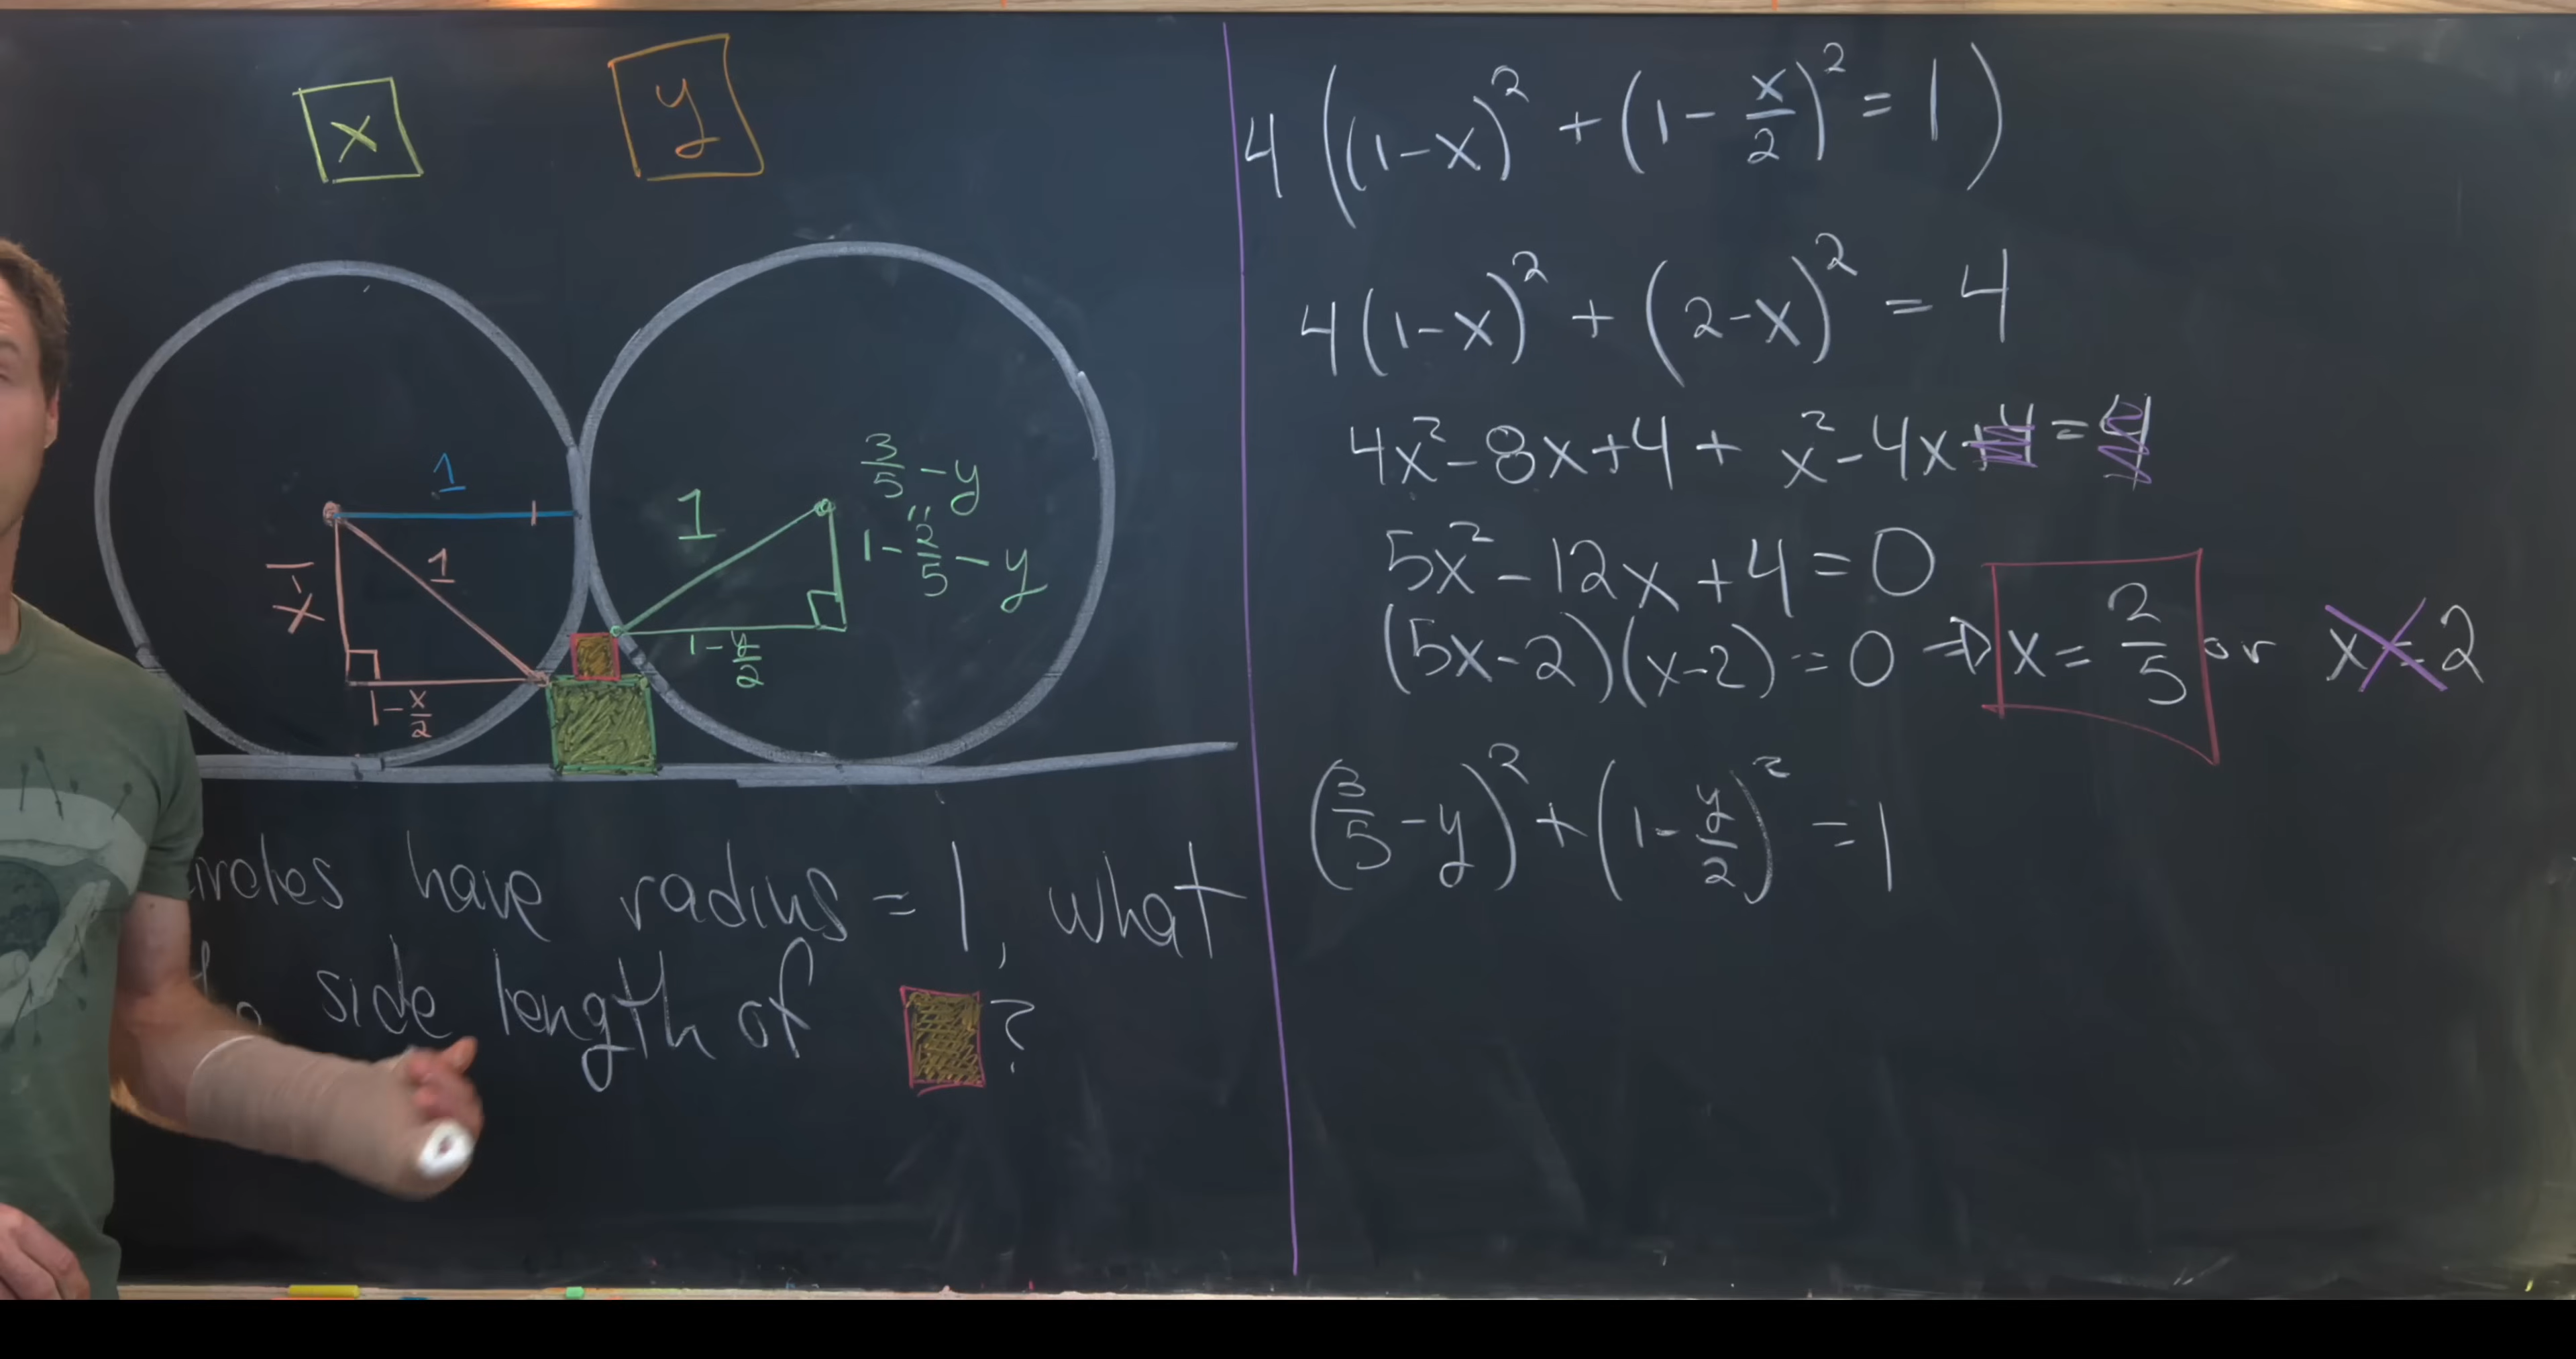 x
y
1
1
1-x
1-x/2
1
3/5 - y
"
1 - 2/5 - y
1 - y/2
have radius = 1, what
side length of ?
4((1-x)² + (1 - x/2)² = 1)
4(1-x)² + (2-x)² = 4
4x² - 8x + 4 + x² - 4x + 4 = 4
5x² - 12x + 4 = 0
(5x-2)(x-2) = 0 ⇒ x = 2/5 or x = 2
(3/5 - y)² + (1 - y/2)² = 1